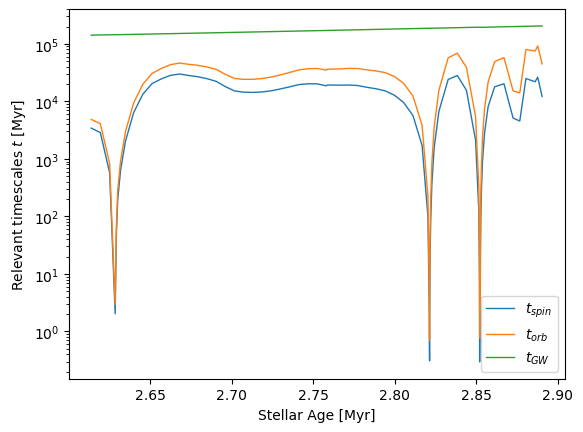 Relevant timescales t [Myr]
10^5
10^4
10^3
10^2
10^1
10^0
2.65 2.70 2.75 2.80 2.85 2.90
Stellar Age [Myr]
t_spin
t_orb
t_GW